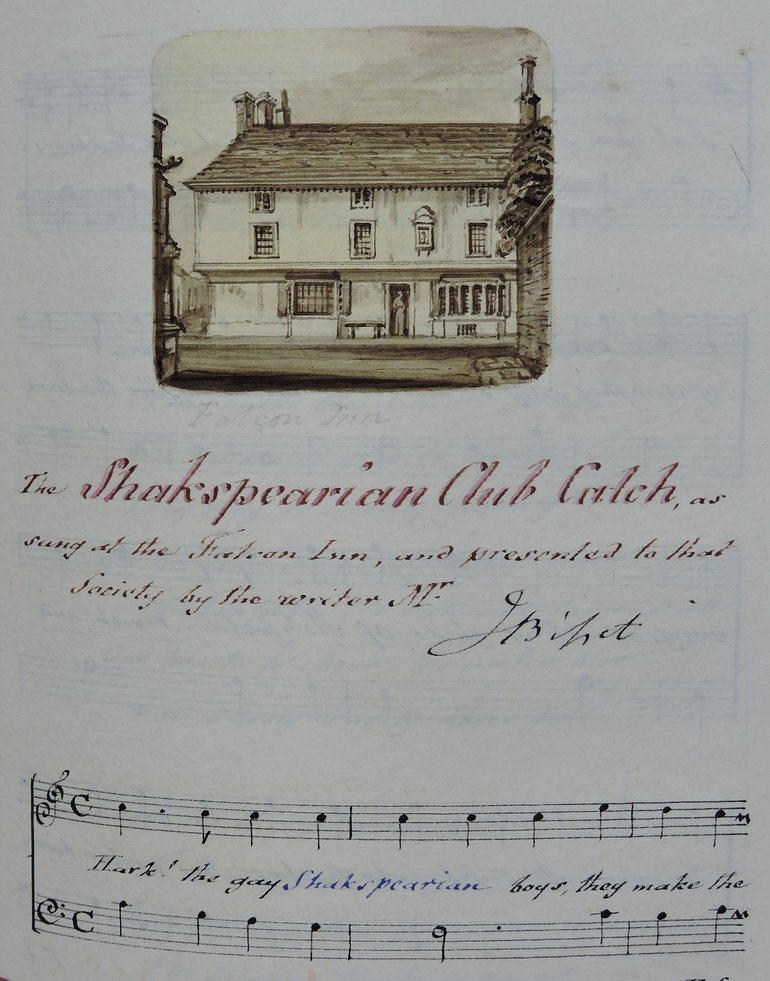 Falcon Inn
The Shakspearian Club Catch, as
sung at the Falcon Inn, and presented to that
Society by the writer Mr
J Bisset
Hark! the gay Shakspearian boys, they make the